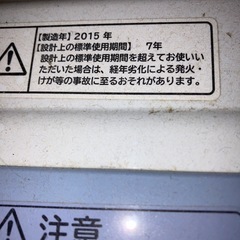 【製造年】2015 年
【設計上の標準使用期間】 7年
設計上の標準使用期間を超えてお使いい
ただいた場合は、経年劣化による発火・
けが等の事故に至るおそれがあります。
注意